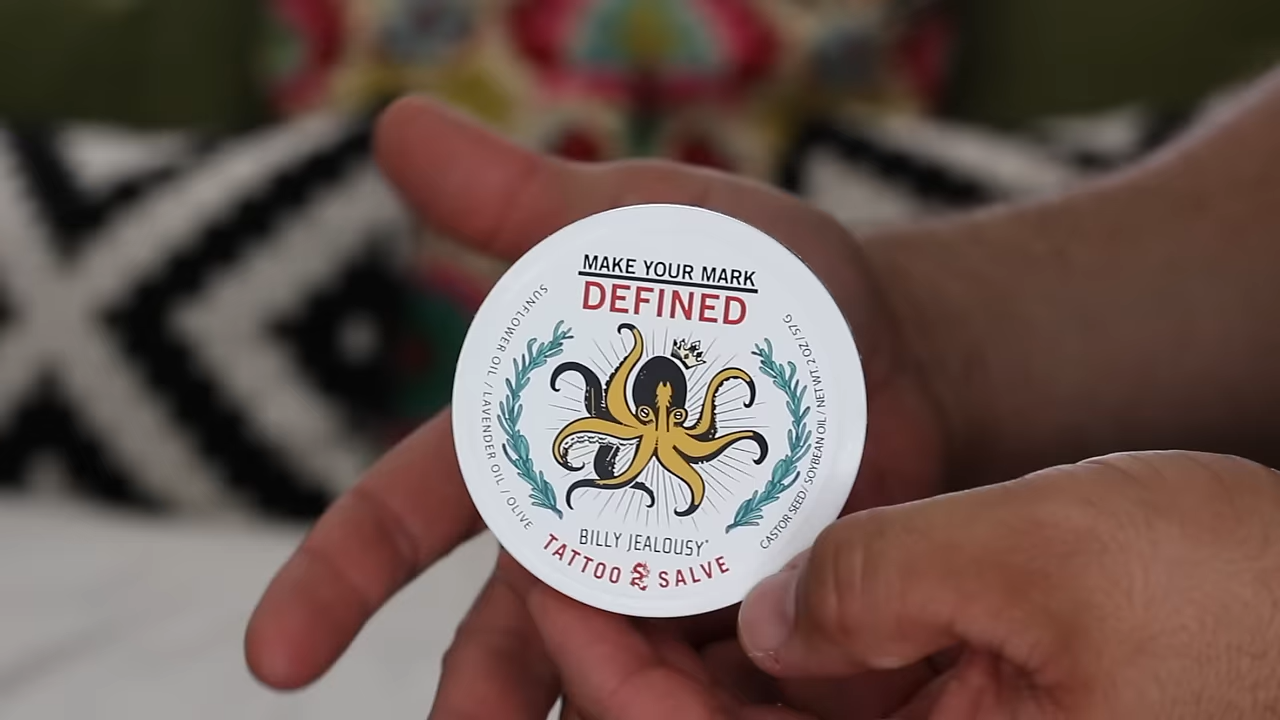 MAKE YOUR MARK
DEFINED
SUNFLOWER OIL / LAVENDER OIL / OLIVE
CASTOR SEED/ SOYBEAN OIL / NET WT. 2 OZ/57G
BILLY JEALOUSY®
TATTOO SALVE